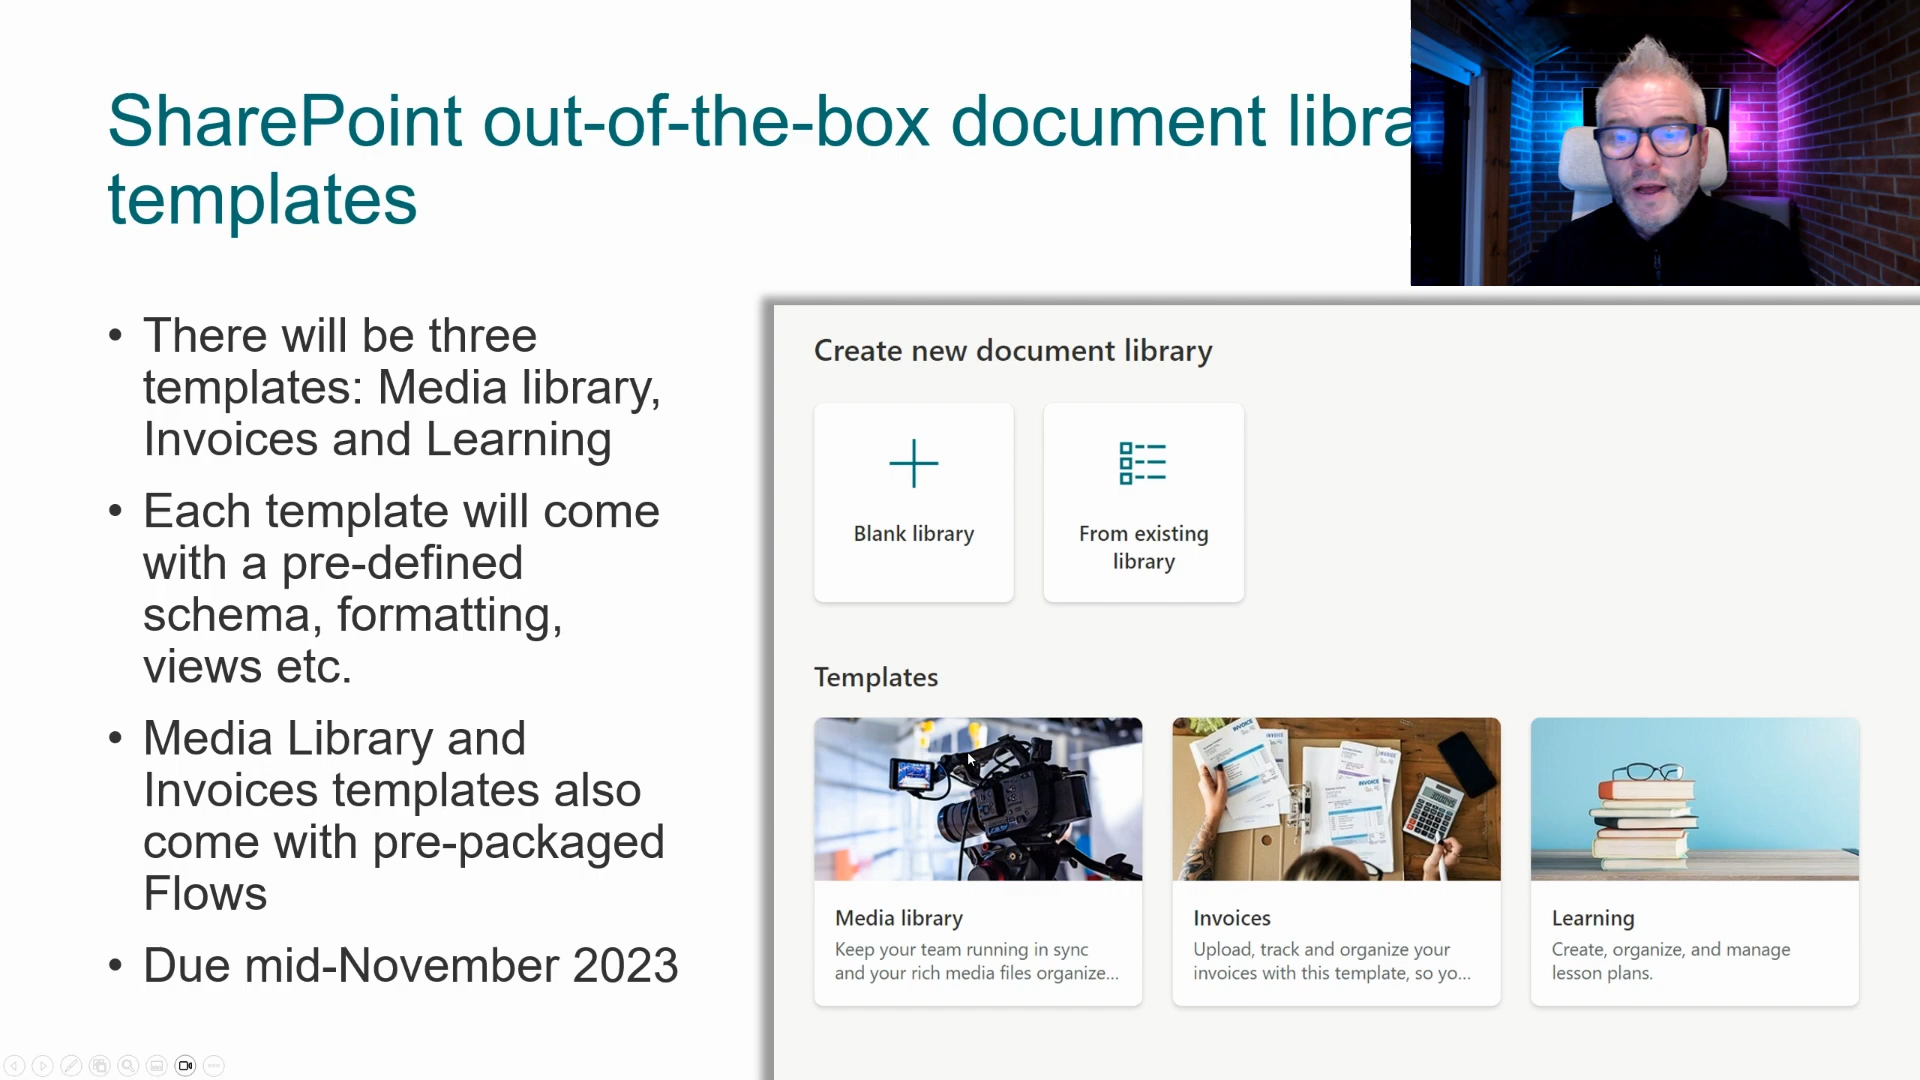 SharePoint out-of-the-box document libra
templates
• There will be three
templates: Media library,
Invoices and Learning
• Each template will come
with a pre-defined
schema, formatting,
views etc.
• Media Library and
Invoices templates also
come with pre-packaged
Flows
• Due mid-November 2023
Create new document library
Blank library
From existing
library
Templates
INVOICE
INVOICE
Media library
Keep your team running in sync
and your rich media files organize...
Invoices
Upload, track and organize your
invoices with this template, so yo...
Learning
Create, organize, and manage
lesson plans.